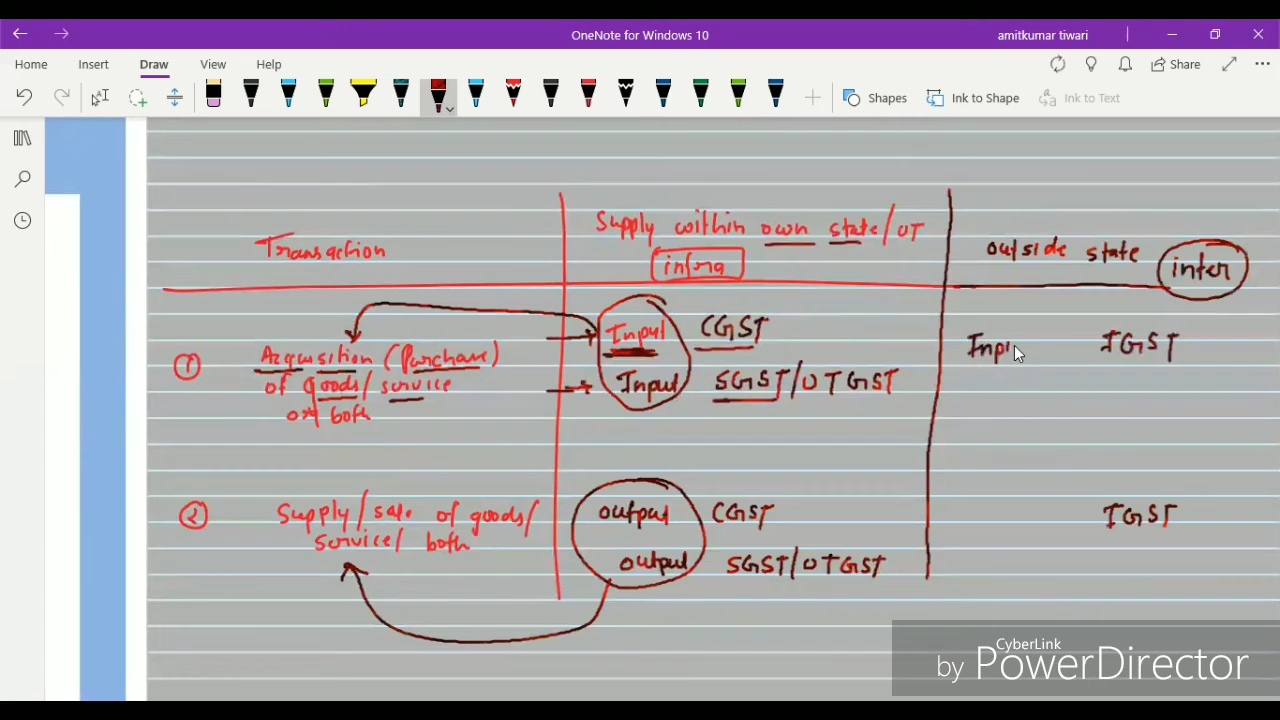 OneNote for Windows 10
amitkumar tiwari
Home Insert Draw View Help
Share
Shapes Ink to Shape Ink to Text
Transaction
Supply within own state/UT
intra
outside state inter
1 Acqusition (Purchase)
of goods/service
or both
Input CGST
Input SGST/UTGST
Inpu IGST
2 Supply/sale of goods/
service/ both
output CGST
output SGST/UTGST
IGST
CyberLink
by PowerDirector